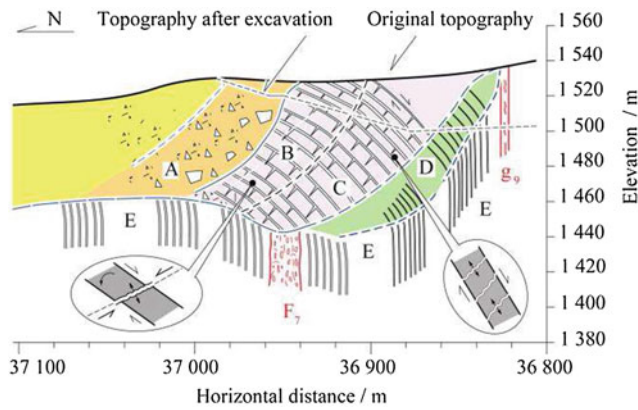 N
Topography after excavation
Original topography
A
B
C
D
E
E
E
F7
g9
1 560
1 540
1 520
1 500
1 480
1 460
1 440
1 420
1 400
1 380
Elevation / m
37 100
37 000
36 900
36 800
Horizontal distance / m